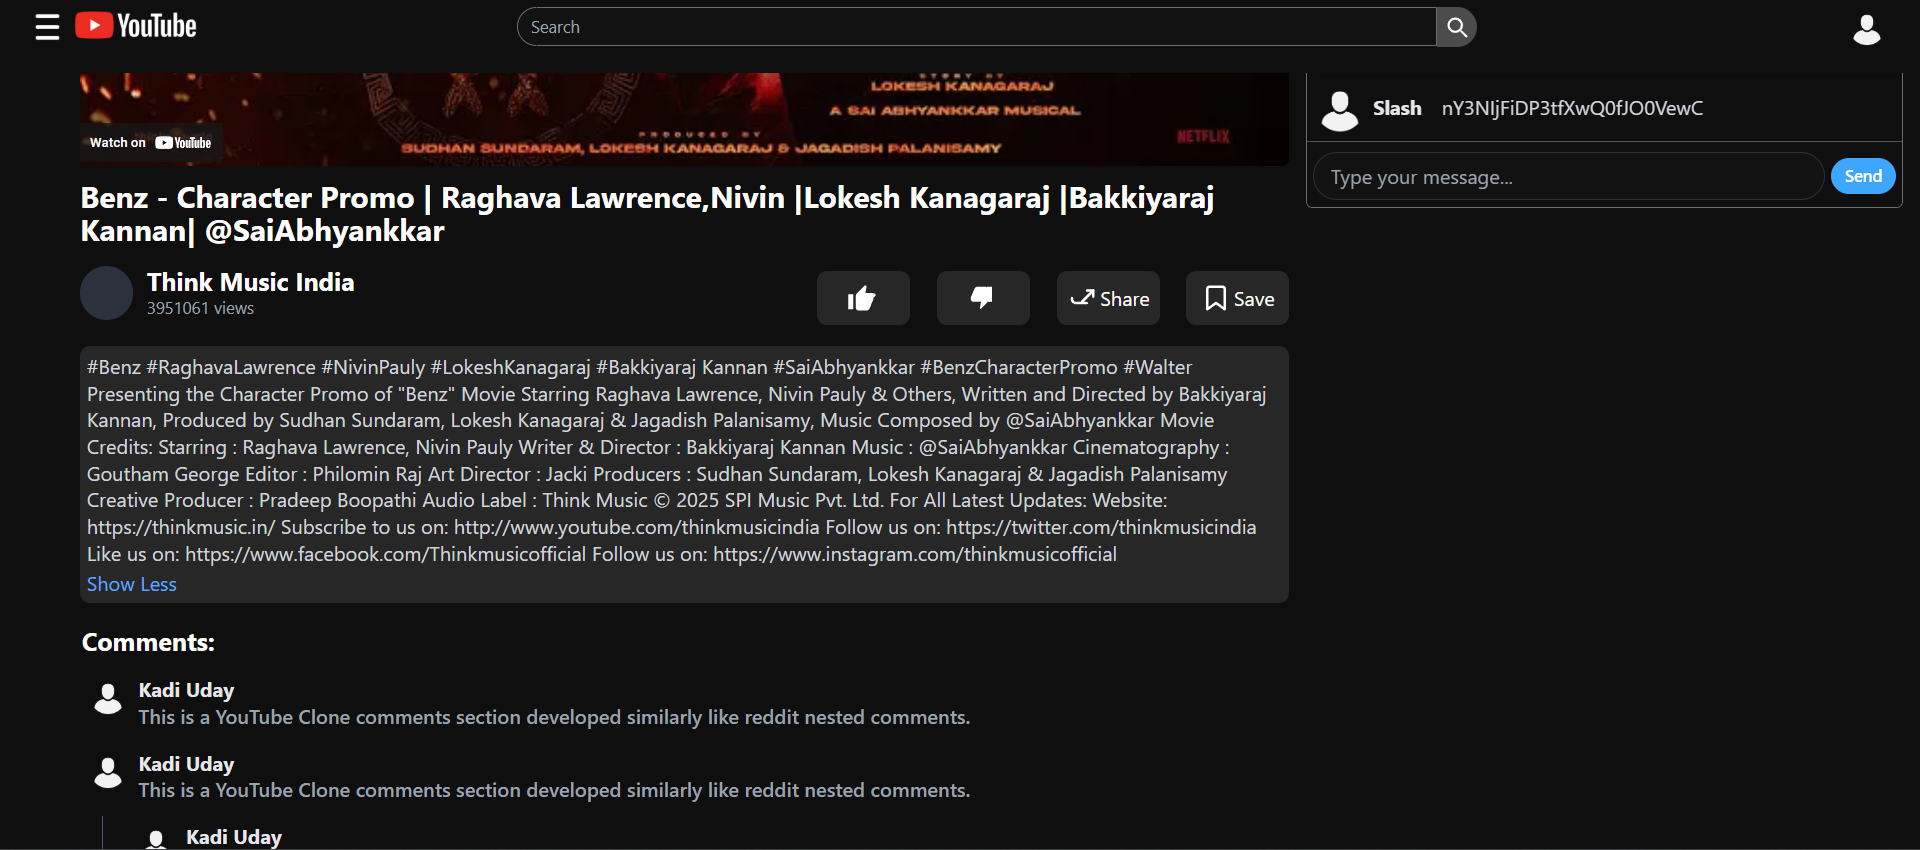 YouTube
Search
STORY BY
LOKESH KANAGARAJ
A SAI ABHYANKKAR MUSICAL
PRODUCED BY
SUDHAN SUNDARAM, LOKESH KANAGARAJ & JAGADISH PALANISAMY
NETFLIX
Watch on YouTube
Slash nY3NIjFiDP3tfXwQ0fJO0VewC
Type your message...
Send
Benz - Character Promo | Raghava Lawrence,Nivin |Lokesh Kanagaraj |Bakkiyaraj
Kannan| @SaiAbhyankkar
Think Music India
3951061 views
Share
Save
#Benz #RaghavaLawrence #NivinPauly #LokeshKanagaraj #Bakkiyaraj Kannan #SaiAbhyankkar #BenzCharacterPromo #Walter
Presenting the Character Promo of "Benz" Movie Starring Raghava Lawrence, Nivin Pauly & Others, Written and Directed by Bakkiyaraj
Kannan, Produced by Sudhan Sundaram, Lokesh Kanagaraj & Jagadish Palanisamy, Music Composed by @SaiAbhyankkar Movie
Credits: Starring : Raghava Lawrence, Nivin Pauly Writer & Director : Bakkiyaraj Kannan Music : @SaiAbhyankkar Cinematography :
Goutham George Editor : Philomin Raj Art Director : Jacki Producers : Sudhan Sundaram, Lokesh Kanagaraj & Jagadish Palanisamy
Creative Producer : Pradeep Boopathi Audio Label : Think Music © 2025 SPI Music Pvt. Ltd. For All Latest Updates: Website:
https://thinkmusic.in/ Subscribe to us on: http://www.youtube.com/thinkmusicindia Follow us on: https://twitter.com/thinkmusicindia
Like us on: https://www.facebook.com/Thinkmusicofficial Follow us on: https://www.instagram.com/thinkmusicofficial
Show Less
Comments:
Kadi Uday
This is a YouTube Clone comments section developed similarly like reddit nested comments.
Kadi Uday
This is a YouTube Clone comments section developed similarly like reddit nested comments.
Kadi Uday